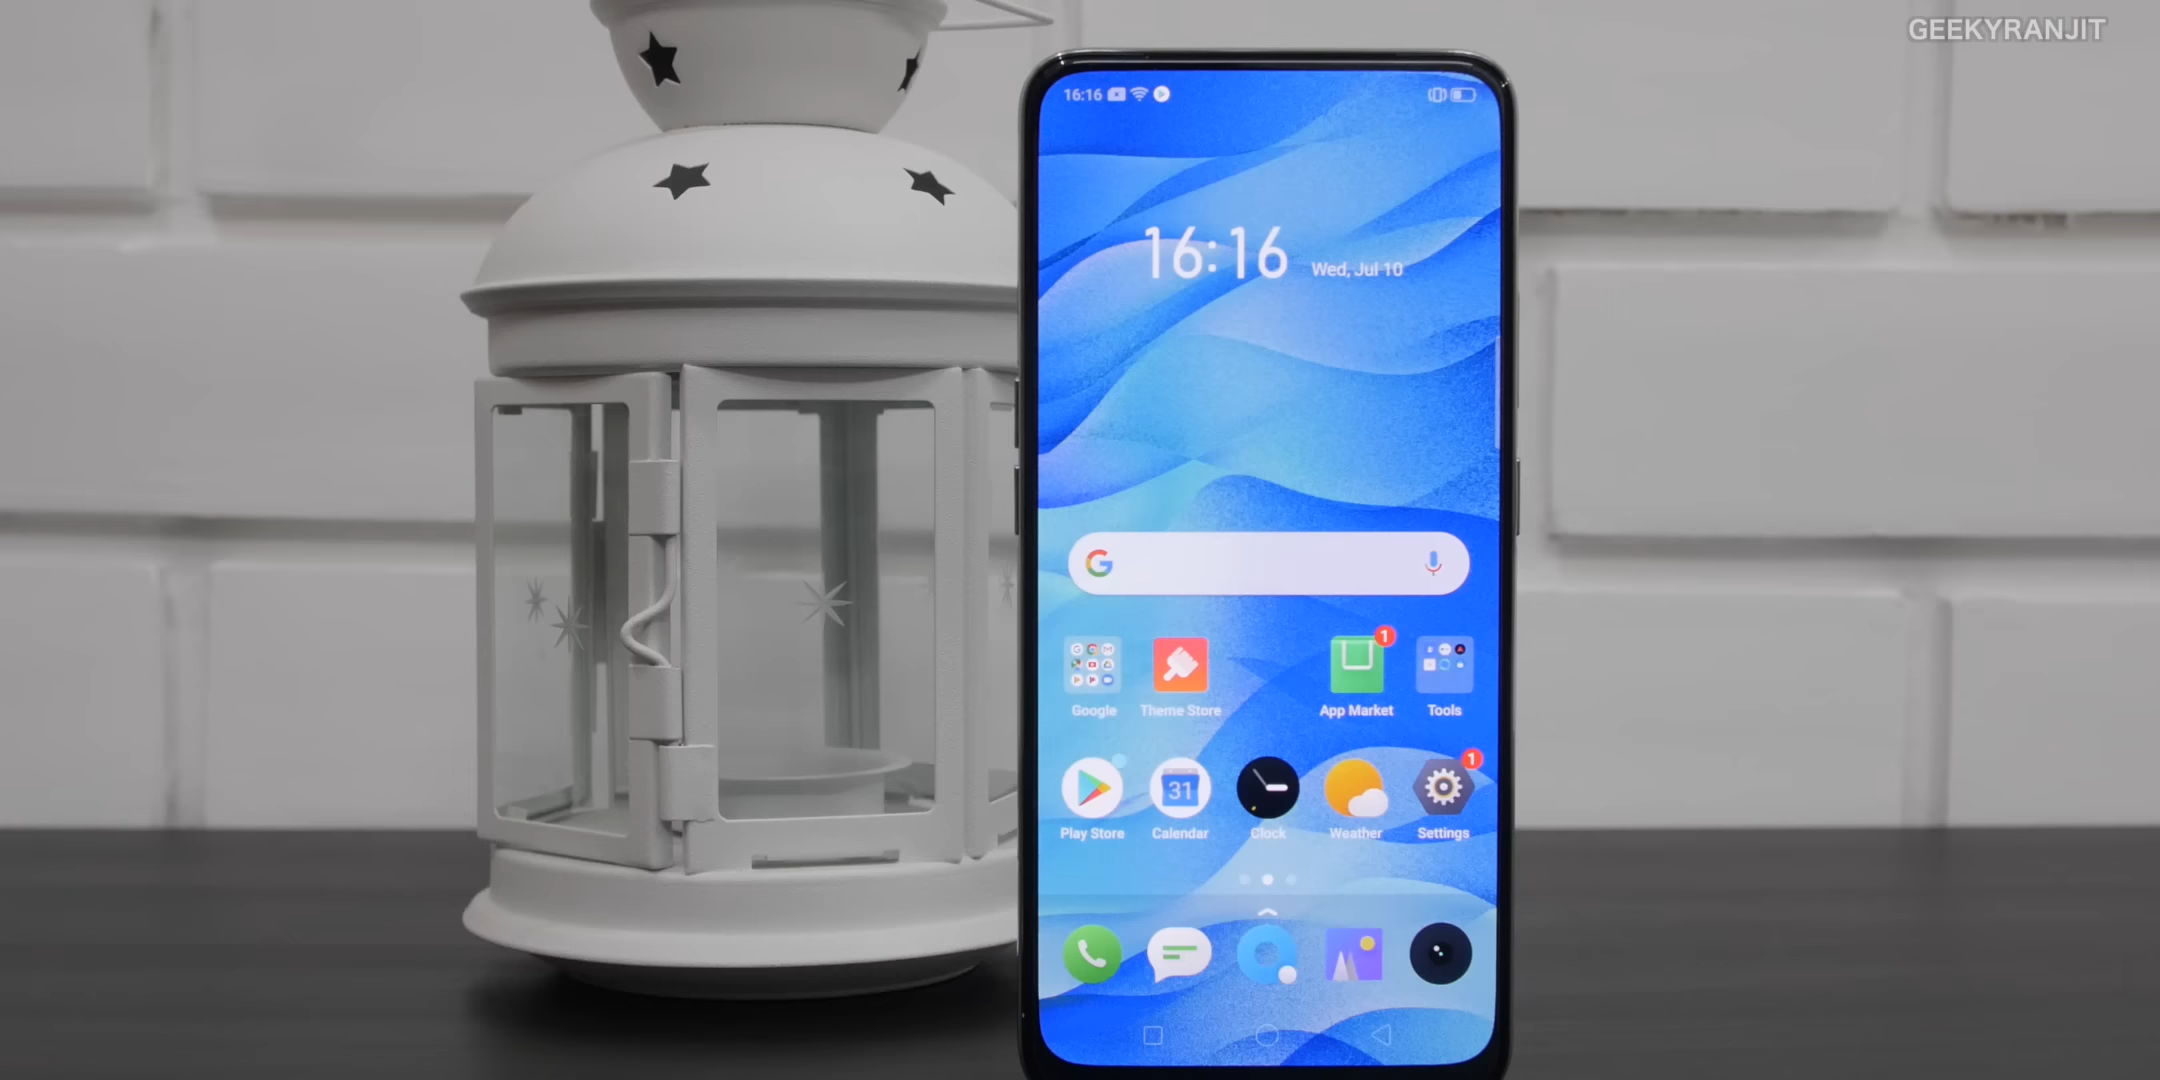 GEEKYRANJIT
16:16
16:16 Wed, Jul 10
G
1
Google Theme Store App Market Tools
1
31
Play Store Calendar Clock Weather Settings